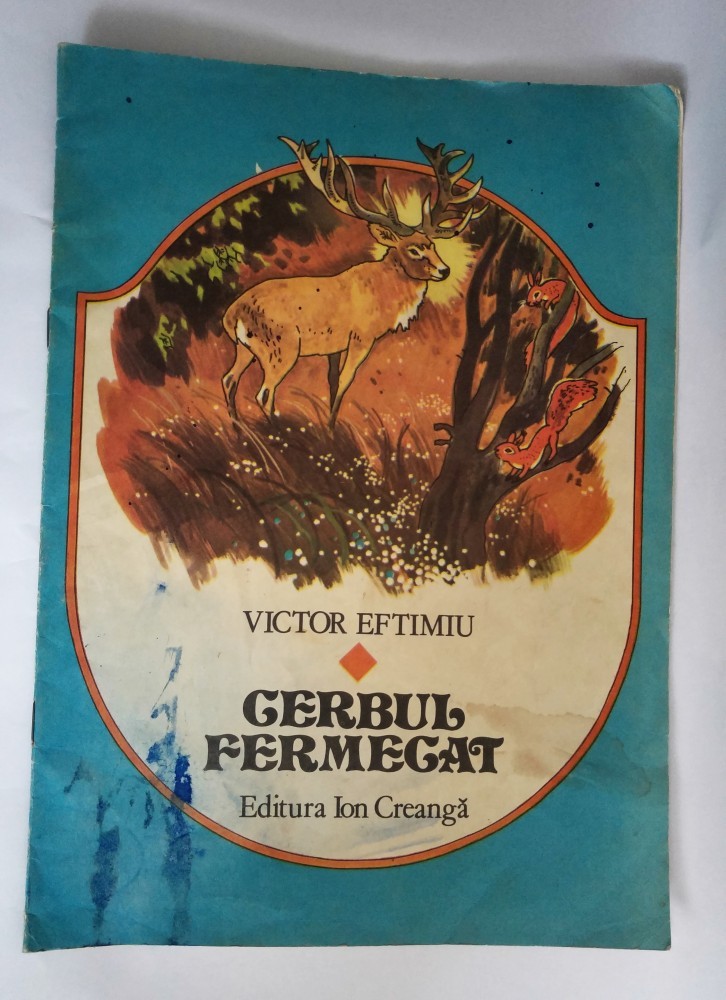 VICTOR EFTIMIU
CERBUL
FERMECAT
Editura Ion Creangă